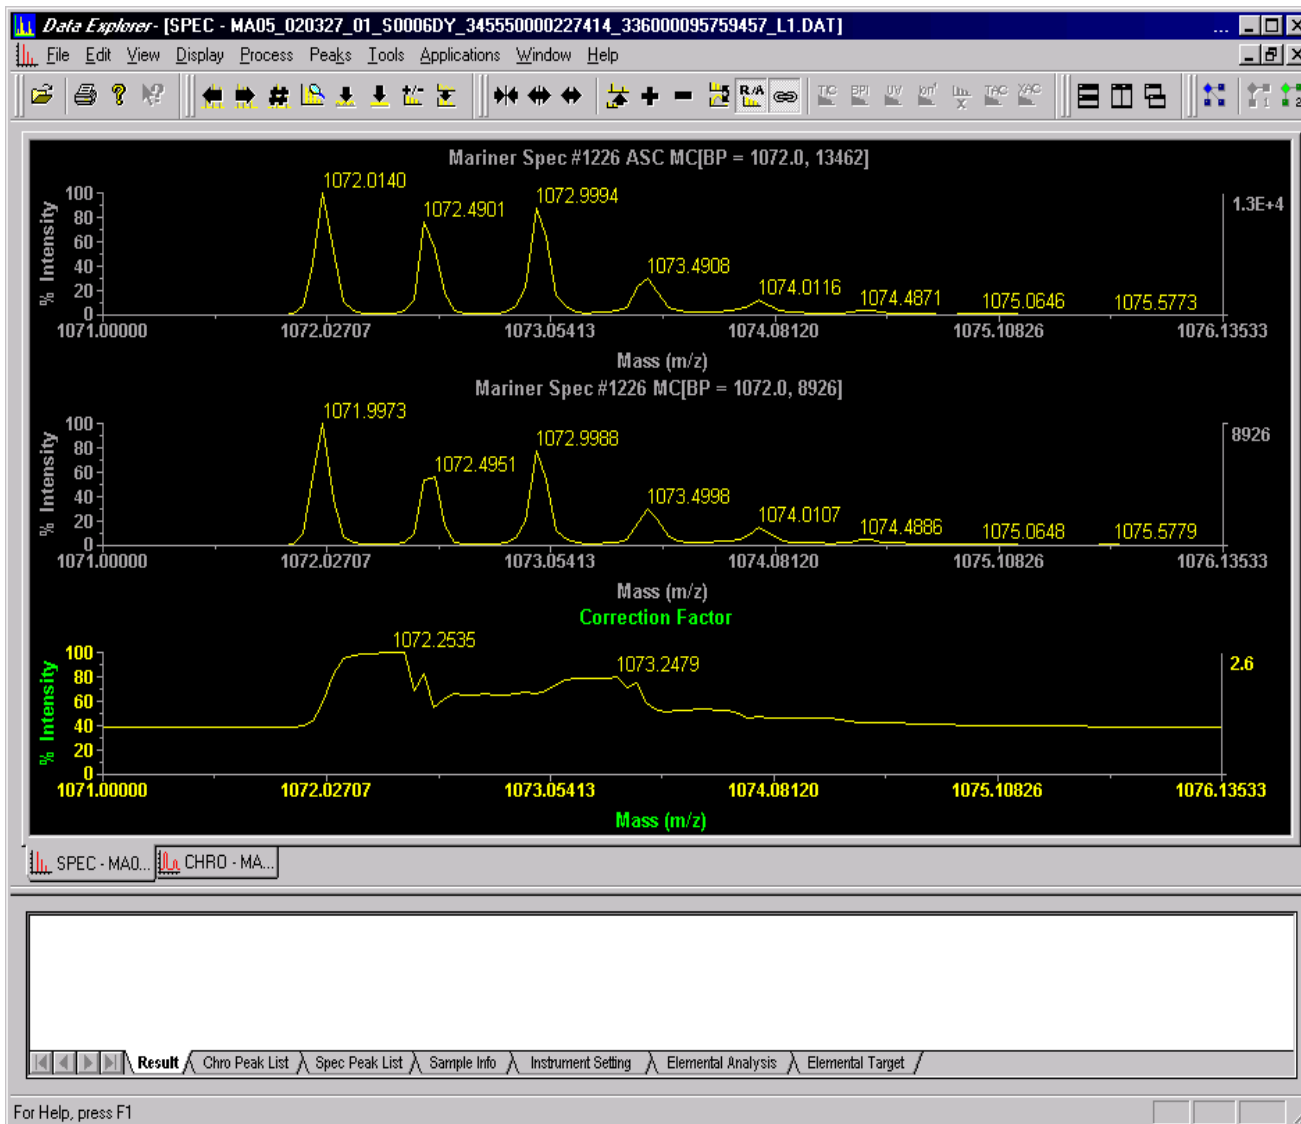 Data Explorer - [SPEC - MA05_020327_01_S0006DY_345550000227414_336000095759457_L1.DAT] ...
File Edit View Display Process Peaks Tools Applications Window Help
R/A TIC BPI UV TAC XAC
Mariner Spec #1226 ASC MC[BP = 1072.0, 13462]
1072.0140 1072.4901 1072.9994 1073.4908 1074.0116 1074.4871 1075.0646 1075.5773
100
80
60
40
20
0
% Intensity
1.3E+4
1071.00000 1072.02707 1073.05413 1074.08120 1075.10826 1076.13533
Mass (m/z)
Mariner Spec #1226 MC[BP = 1072.0, 8926]
1071.9973 1072.4951 1072.9988 1073.4998 1074.0107 1074.4886 1075.0648 1075.5779
100
80
60
40
20
0
% Intensity
8926
1071.00000 1072.02707 1073.05413 1074.08120 1075.10826 1076.13533
Mass (m/z)
Correction Factor
1072.2535 1073.2479
100
80
60
40
20
0
% Intensity
2.6
1071.00000 1072.02707 1073.05413 1074.08120 1075.10826 1076.13533
Mass (m/z)
SPEC - MA0... CHRO - MA...
Result Chro Peak List Spec Peak List Sample Info Instrument Setting Elemental Analysis Elemental Target
For Help, press F1